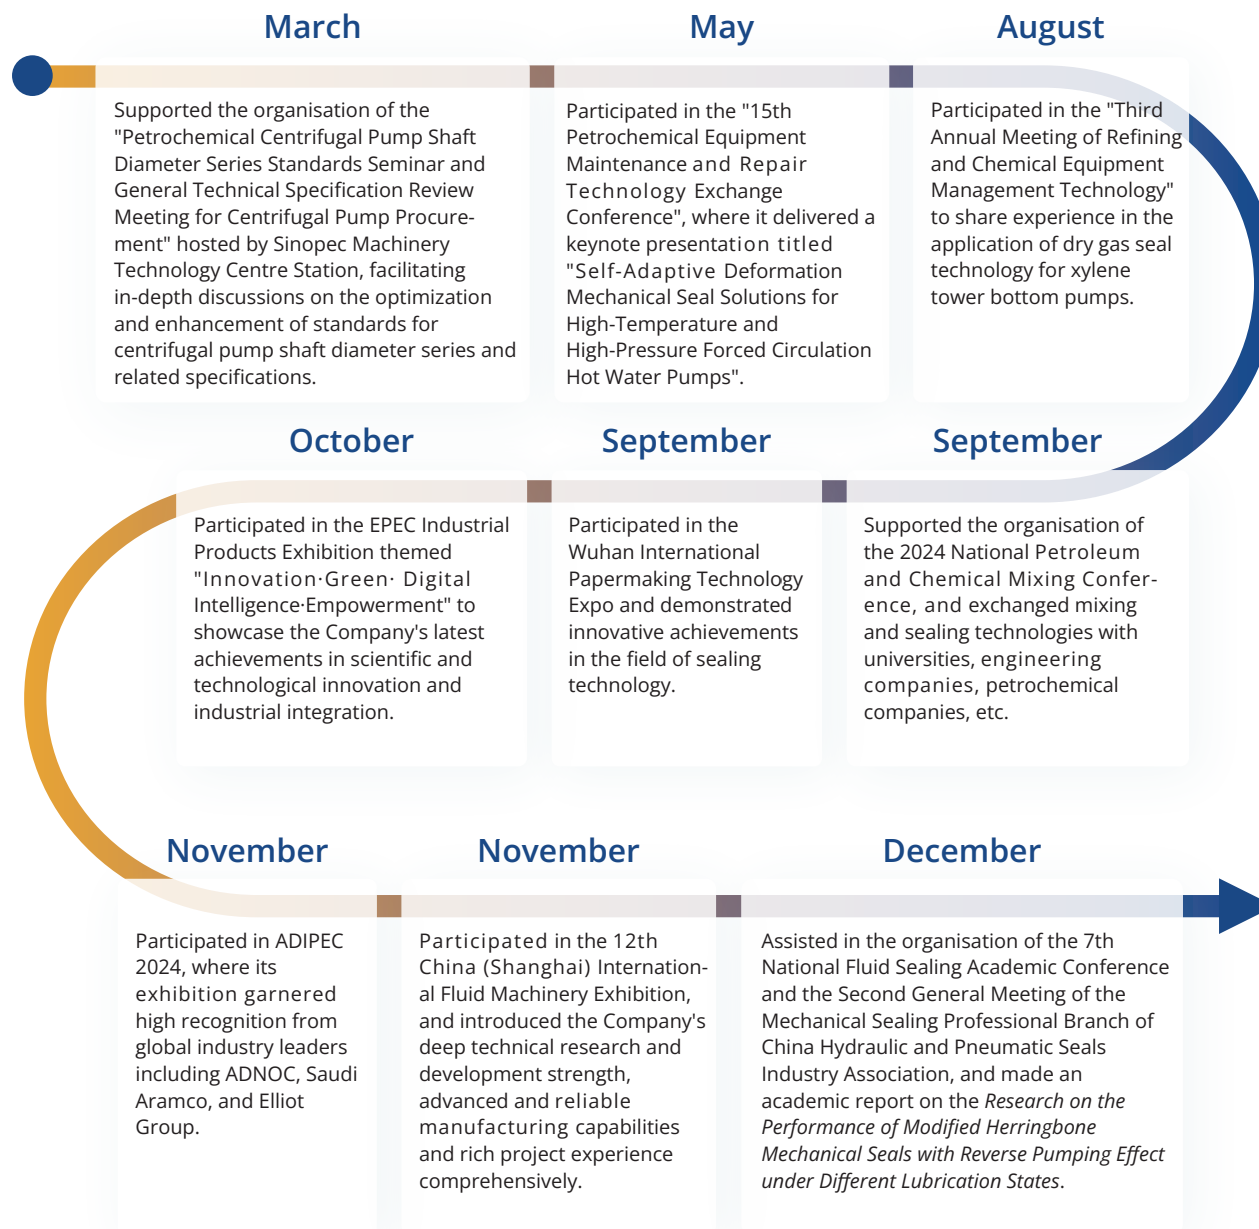 March
Supported the organisation of the
"Petrochemical Centrifugal Pump Shaft
Diameter Series Standards Seminar and
General Technical Specification Review
Meeting for Centrifugal Pump Procure-
ment" hosted by Sinopec Machinery
Technology Centre Station, facilitating
in-depth discussions on the optimization
and enhancement of standards for
centrifugal pump shaft diameter series and
related specifications.
May
Participated in the "15th
Petrochemical Equipment
Maintenance and Repair
Technology Exchange
Conference", where it delivered a
keynote presentation titled
"Self-Adaptive Deformation
Mechanical Seal Solutions for
High-Temperature and
High-Pressure Forced Circulation
Hot Water Pumps".
August
Participated in the "Third
Annual Meeting of Refining
and Chemical Equipment
Management Technology"
to share experience in the
application of dry gas seal
technology for xylene
tower bottom pumps.
September
Supported the organisation of
the 2024 National Petroleum
and Chemical Mixing Confer-
ence, and exchanged mixing
and sealing technologies with
universities, engineering
companies, petrochemical
companies, etc.
September
Participated in the
Wuhan International
Papermaking Technology
Expo and demonstrated
innovative achievements
in the field of sealing
technology.
October
Participated in the EPEC Industrial
Products Exhibition themed
"Innovation·Green· Digital
Intelligence·Empowerment" to
showcase the Company's latest
achievements in scientific and
technological innovation and
industrial integration.
November
Participated in ADIPEC
2024, where its
exhibition garnered
high recognition from
global industry leaders
including ADNOC, Saudi
Aramco, and Elliot
Group.
November
Participated in the 12th
China (Shanghai) Internation-
al Fluid Machinery Exhibition,
and introduced the Company's
deep technical research and
development strength,
advanced and reliable
manufacturing capabilities
and rich project experience
comprehensively.
December
Assisted in the organisation of the 7th
National Fluid Sealing Academic Conference
and the Second General Meeting of the
Mechanical Sealing Professional Branch of
China Hydraulic and Pneumatic Seals
Industry Association, and made an
academic report on the Research on the
Performance of Modified Herringbone
Mechanical Seals with Reverse Pumping Effect
under Different Lubrication States.